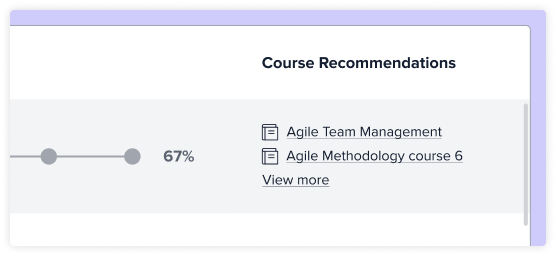 Course Recommendations
67%
Agile Team Management
Agile Methodology course 6
View more